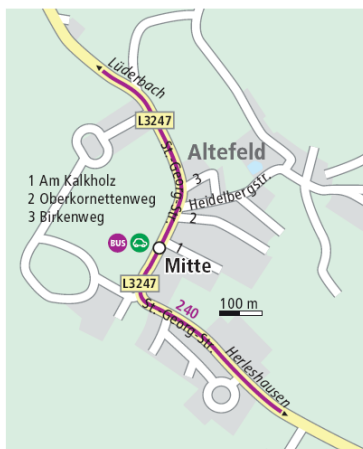 Lüderbach
L3247
St. Georg-Str.
Altefeld
1 Am Kalkholz
2 Oberkornettenweg
3 Birkenweg
3
Heidelbergstr.
2
BUS
1
Mitte
L3247
240
100 m
St. Georg-Str.
Herleshausen